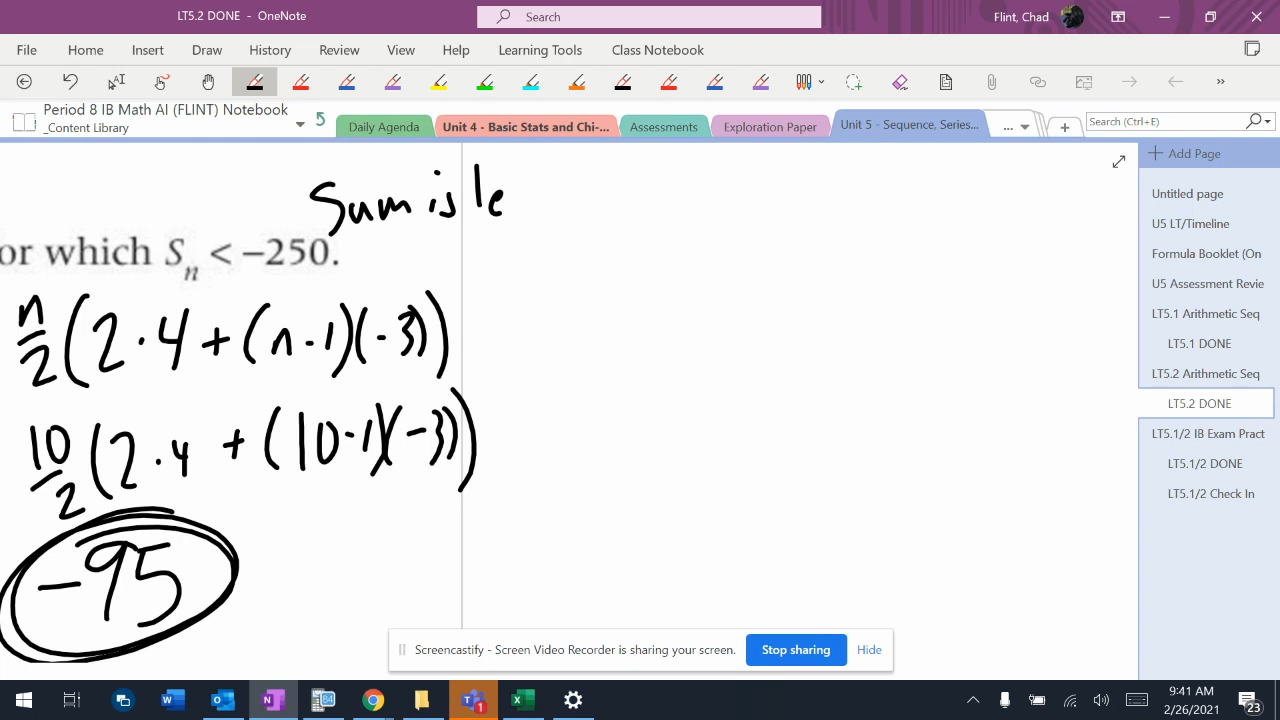 LT5.2 DONE - OneNote
Search
Flint, Chad
File Home Insert Draw History Review View Help Learning Tools Class Notebook
Period 8 IB Math AI (FLINT) Notebook
_Content Library
Daily Agenda
Unit 4 - Basic Stats and Chi-...
Assessments
Exploration Paper
Unit 5 - Sequence, Series...
...
Search (Ctrl+E)
Add Page
Untitled page
U5 LT/Timeline
Formula Booklet (On
U5 Assessment Revie
LT5.1 Arithmetic Seq
LT5.1 DONE
LT5.2 Arithmetic Seq
LT5.2 DONE
LT5.1/2 IB Exam Pract
LT5.1/2 DONE
LT5.1/2 Check In
Sum is le
or which Sn < -250.
n/2 (2 · 4 + (n - 1)(-3))
10/2 (2 · 4 + (10 - 1)(-3))
-95
Screencastify - Screen Video Recorder is sharing your screen. Stop sharing Hide
84
1
9:41 AM
2/26/2021
23